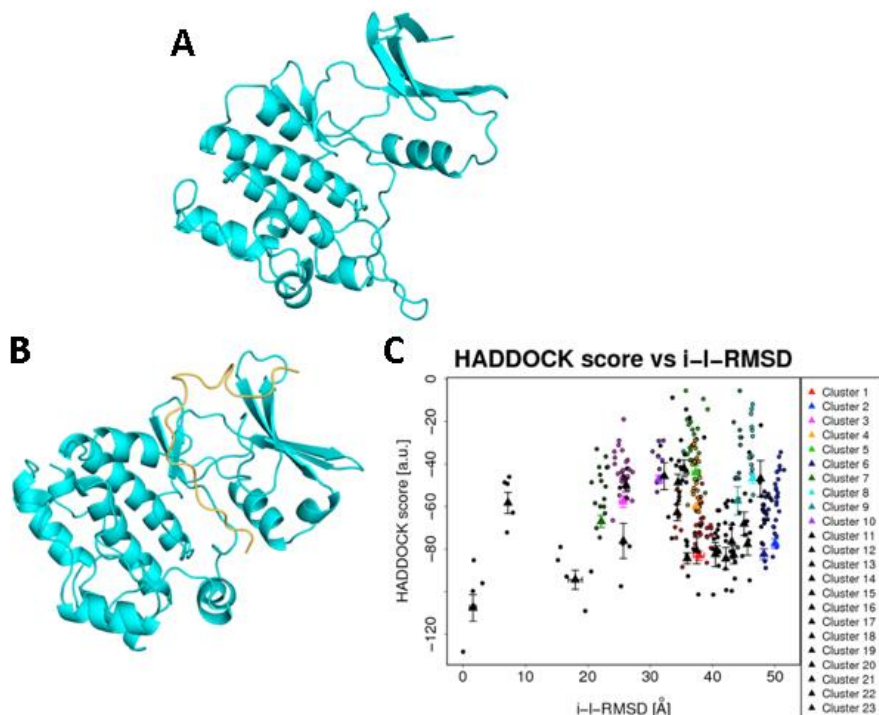 A
B
C
HADDOCK score vs i-l-RMSD
HADDOCK score [a.u.]
0
-20
-40
-60
-80
-120
0
10
20
30
40
50
i-l-RMSD [Å]
Cluster 1
Cluster 2
Cluster 3
Cluster 4
Cluster 5
Cluster 6
Cluster 7
Cluster 8
Cluster 9
Cluster 10
Cluster 11
Cluster 12
Cluster 13
Cluster 14
Cluster 15
Cluster 16
Cluster 17
Cluster 18
Cluster 19
Cluster 20
Cluster 21
Cluster 22
Cluster 23